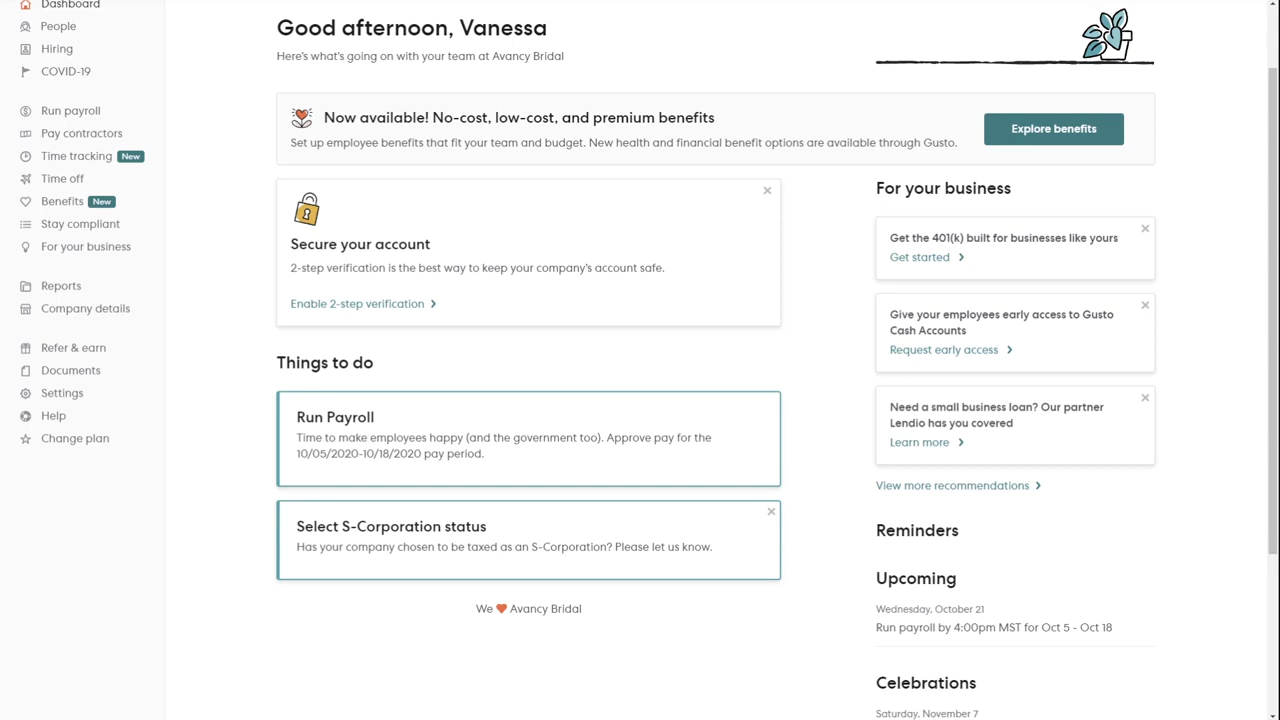 Dashboard
People
Hiring
COVID-19
Run payroll
Pay contractors
Time tracking New
Time off
Benefits New
Stay compliant
For your business
Reports
Company details
Refer & earn
Documents
Settings
Help
Change plan
Good afternoon, Vanessa
Here's what's going on with your team at Avancy Bridal
Now available! No-cost, low-cost, and premium benefits
Set up employee benefits that fit your team and budget. New health and financial benefit options are available through Gusto.
Explore benefits
Secure your account
2-step verification is the best way to keep your company's account safe.
Enable 2-step verification
Things to do
Run Payroll
Time to make employees happy (and the government too). Approve pay for the
10/05/2020-10/18/2020 pay period.
Select S-Corporation status
Has your company chosen to be taxed as an S-Corporation? Please let us know.
We ❤ Avancy Bridal
For your business
Get the 401(k) built for businesses like yours
Get started
Give your employees early access to Gusto
Cash Accounts
Request early access
Need a small business loan? Our partner
Lendio has you covered
Learn more
View more recommendations
Reminders
Upcoming
Wednesday, October 21
Run payroll by 4:00pm MST for Oct 5 - Oct 18
Celebrations
Saturday, November 7